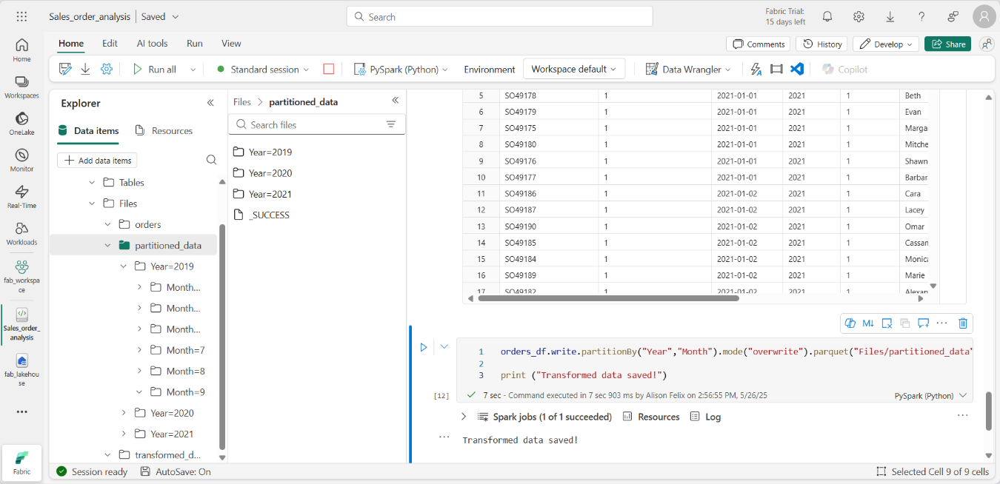 Sales_order_analysis Saved
Search
Fabric Trial:
15 days left
Home
Edit
AI tools
Run
View
Comments
History
Develop
Share
Run all
Standard session
PySpark (Python)
Environment
Workspace default
Data Wrangler
Copilot
Home
Workspaces
OneLake
Monitor
Real-Time
Workloads
fab_workspa
ce
Sales_order_
analysis
fab_lakehou
se
Fabric
Explorer
Data items
Resources
Add data items
Tables
Files
orders
partitioned_data
Year=2019
Month...
Month...
Month...
Month=7
Month=8
Month=9
Year=2020
Year=2021
transformed_d...
Files > partitioned_data
Search files
Year=2019
Year=2020
Year=2021
_SUCCESS
5 SO49178 1 2021-01-01 2021 1 Beth
6 SO49179 1 2021-01-01 2021 1 Evan
7 SO49175 1 2021-01-01 2021 1 Margar
8 SO49180 1 2021-01-01 2021 1 Mitche
9 SO49176 1 2021-01-01 2021 1 Shawn
10 SO49177 1 2021-01-01 2021 1 Barbar
11 SO49186 1 2021-01-02 2021 1 Cara
12 SO49187 1 2021-01-02 2021 1 Lacey
13 SO49190 1 2021-01-02 2021 1 Omar
14 SO49185 1 2021-01-02 2021 1 Cassan
15 SO49184 1 2021-01-02 2021 1 Monica
16 SO49189 1 2021-01-02 2021 1 Marie
17 SO49182 1 2021-01-02 2021 1 Alexan
M↓
1 orders_df.write.partitionBy("Year","Month").mode("overwrite").parquet("Files/partitioned_data"
2
3 print ("Transformed data saved!")
[12]
7 sec - Command executed in 7 sec 903 ms by Alison Felix on 2:56:55 PM, 5/26/25
PySpark (Python)
Spark jobs (1 of 1 succeeded)
Resources
Log
Transformed data saved!
Session ready
AutoSave: On
Selected Cell 9 of 9 cells